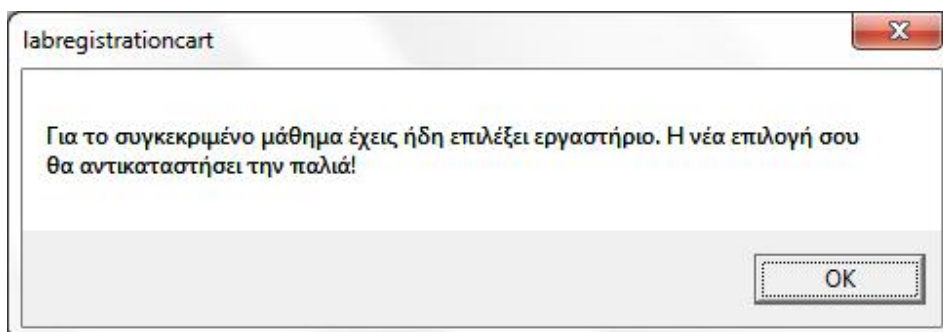 labregistrationcart
Για το συγκεκριμένο μάθημα έχεις ήδη επιλέξει εργαστήριο. Η νέα επιλογή σου
θα αντικαταστήσει την παλιά!
OK